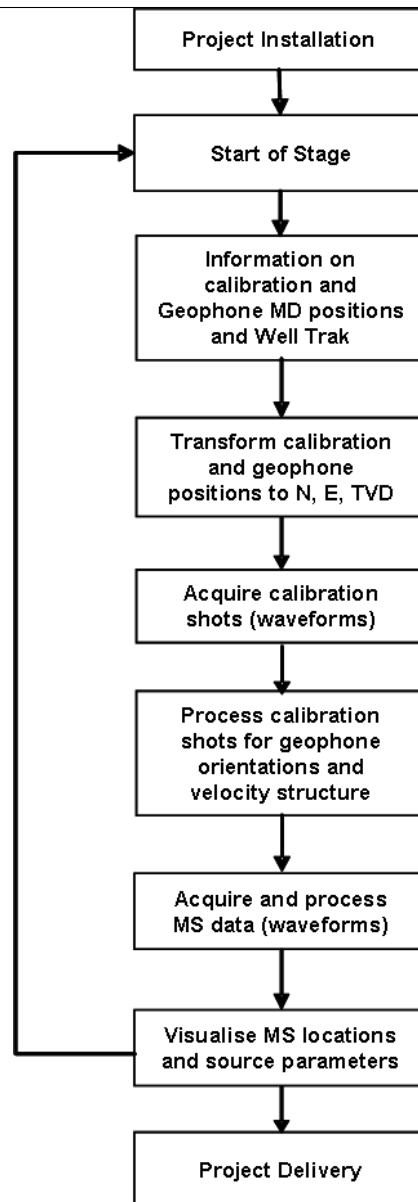 Project Installation
Start of Stage
Information on
calibration and
Geophone MD positions
and Well Trak
Transform calibration
and geophone
positions to N, E, TVD
Acquire calibration
shots (waveforms)
Process calibration
shots for geophone
orientations and
velocity structure
Acquire and process
MS data (waveforms)
Visualise MS locations
and source parameters
Project Delivery